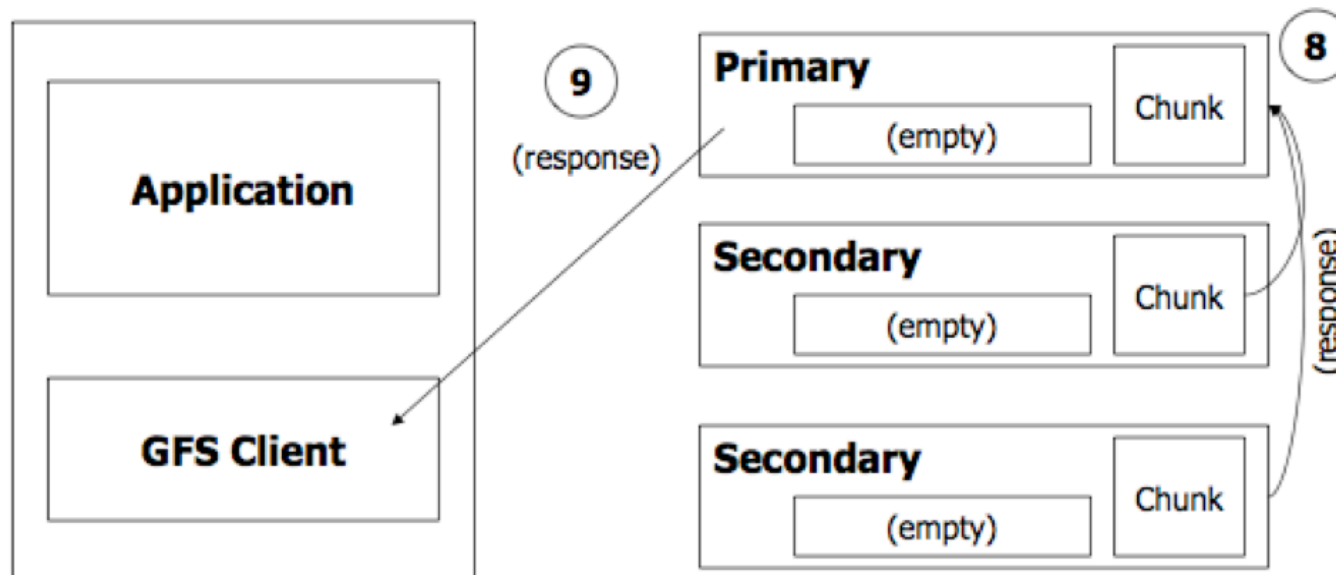 Application
GFS Client
9
(response)
8
Primary
(empty)
Chunk
Secondary
(empty)
Chunk
Secondary
(empty)
Chunk
(response)